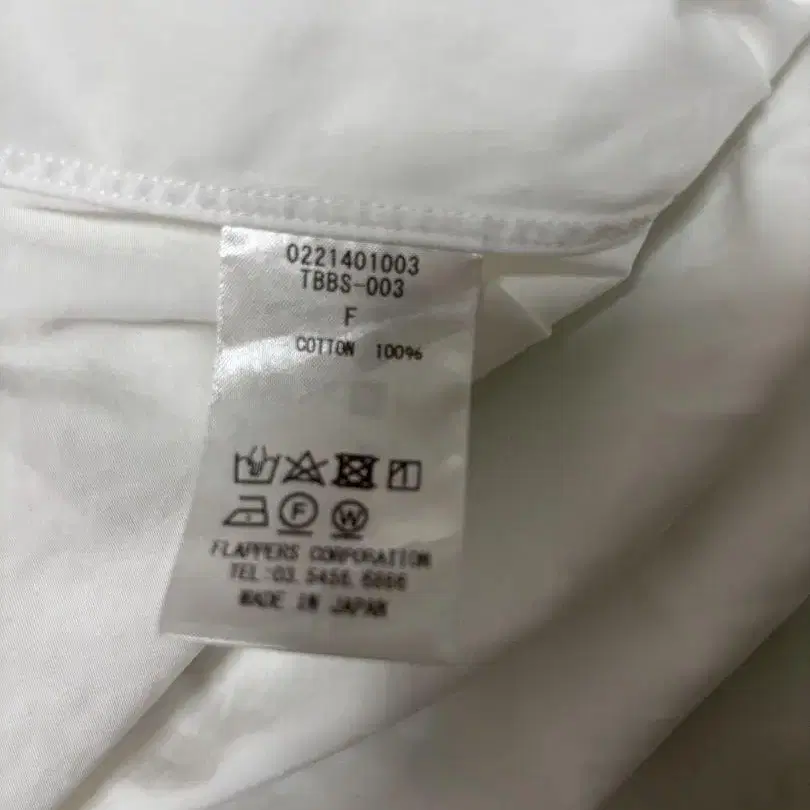 0221401003
TBBS-003
F
COTTON 100%
F
W
FLAPPERS CORPORATION
TEL:03.5456.6866
MADE IN JAPAN